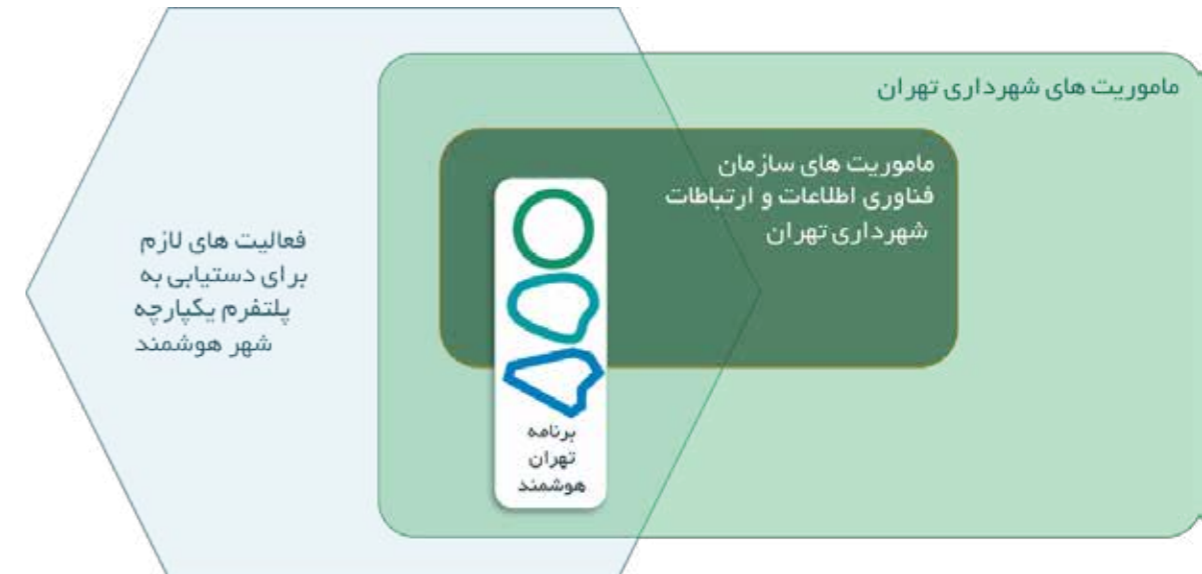 ماموریت های شهرداری تهران
ماموریت های سازمان
فناوری اطلاعات و ارتباطات
شهرداری تهران
فعالیت های لازم
برای دستیابی به
پلتفرم یکپارچه
شهر هوشمند
برنامه
تهران
هوشمند